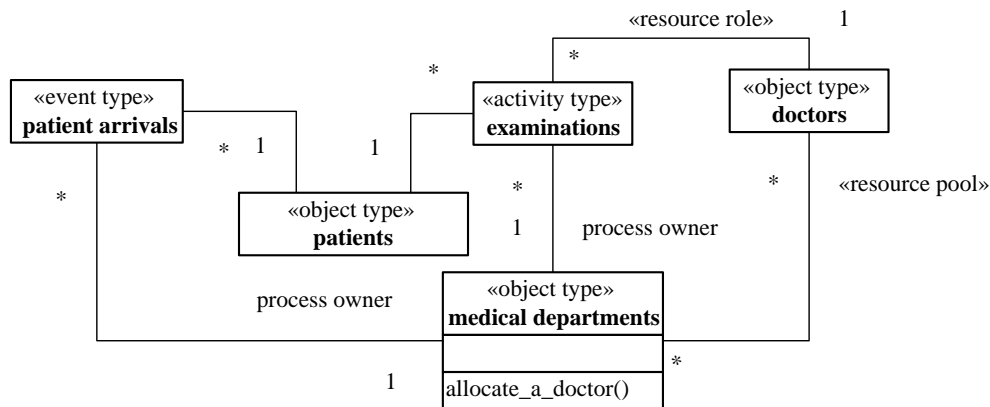 «resource role» 1
* *
«event type»
patient arrivals
«activity type»
examinations
«object type»
doctors
* 1 1
* * *
«resource pool»
«object type»
patients
1 process owner
«object type»
medical departments
process owner
*
1
allocate_a_doctor()